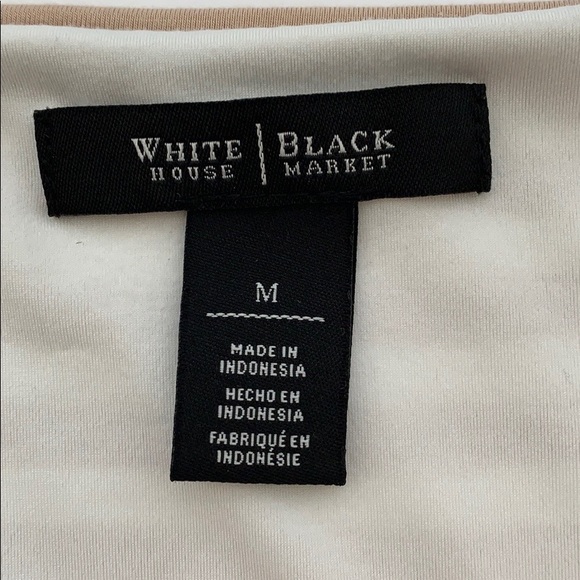 WHITE | BLACK
HOUSE | MARKET
M
MADE IN
INDONESIA
HECHO EN
INDONESIA
FABRIQUÉ EN
INDONÉSIE